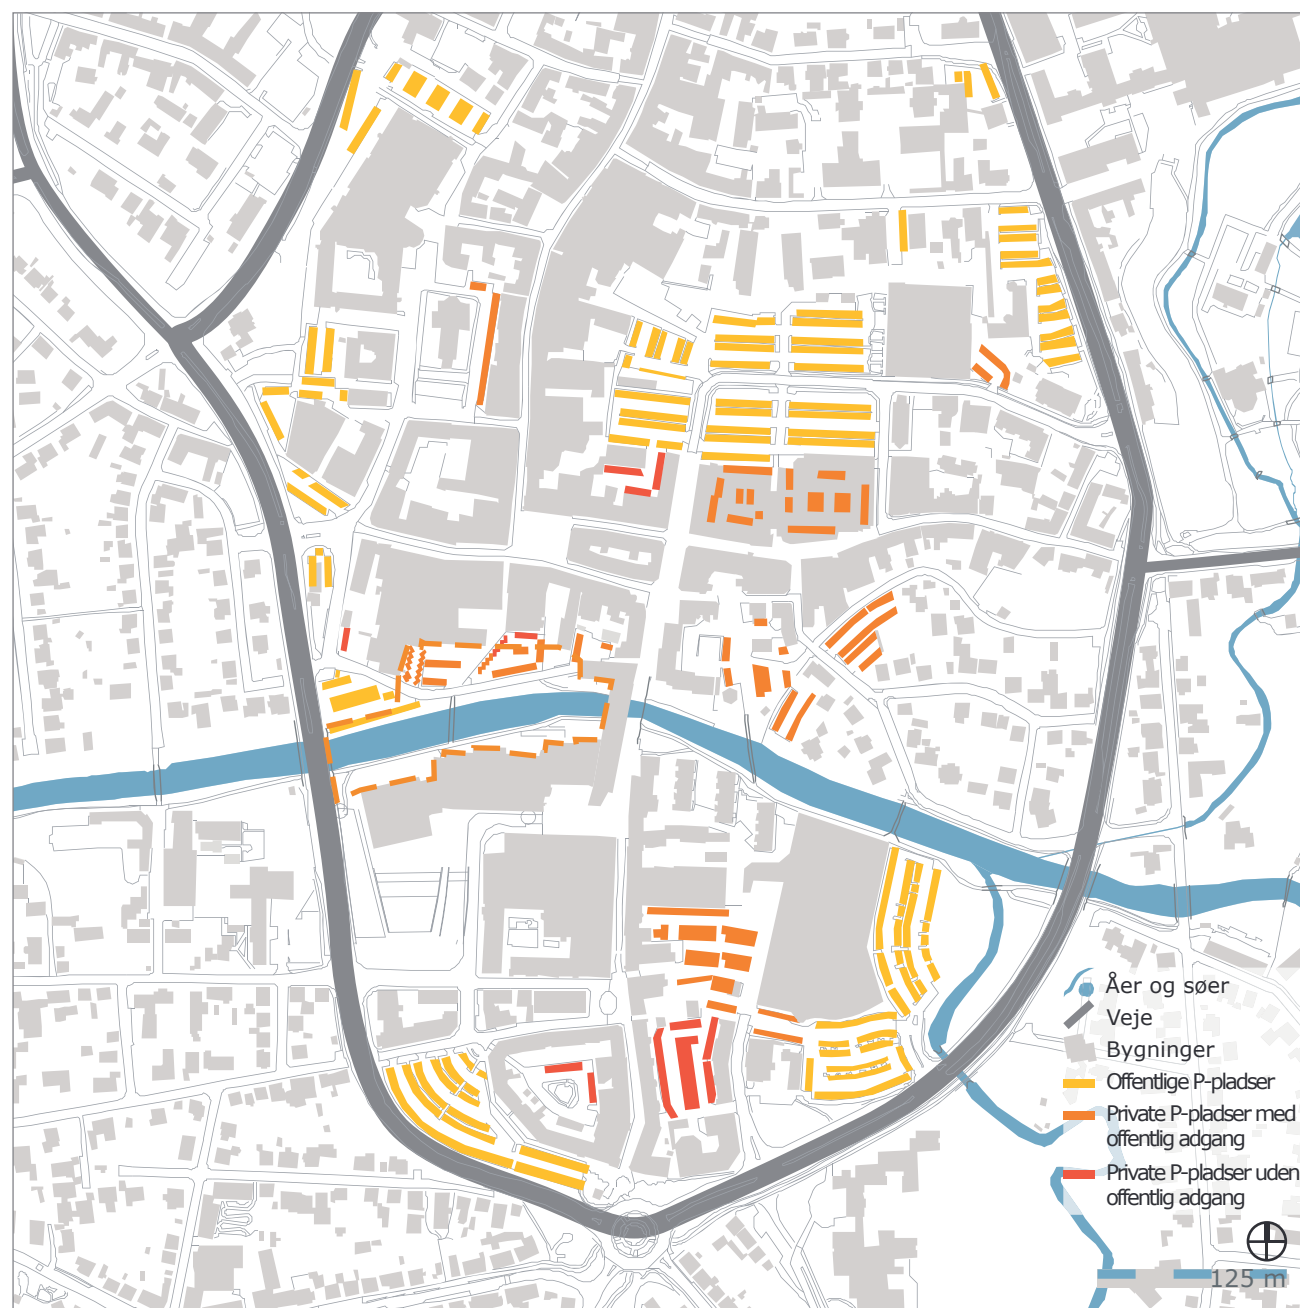 Åer og søer
Veje
Bygninger
Offentlige P-pladser
Private P-pladser med
offentlig adgang
Private P-pladser uden
offentlig adgang
125 m